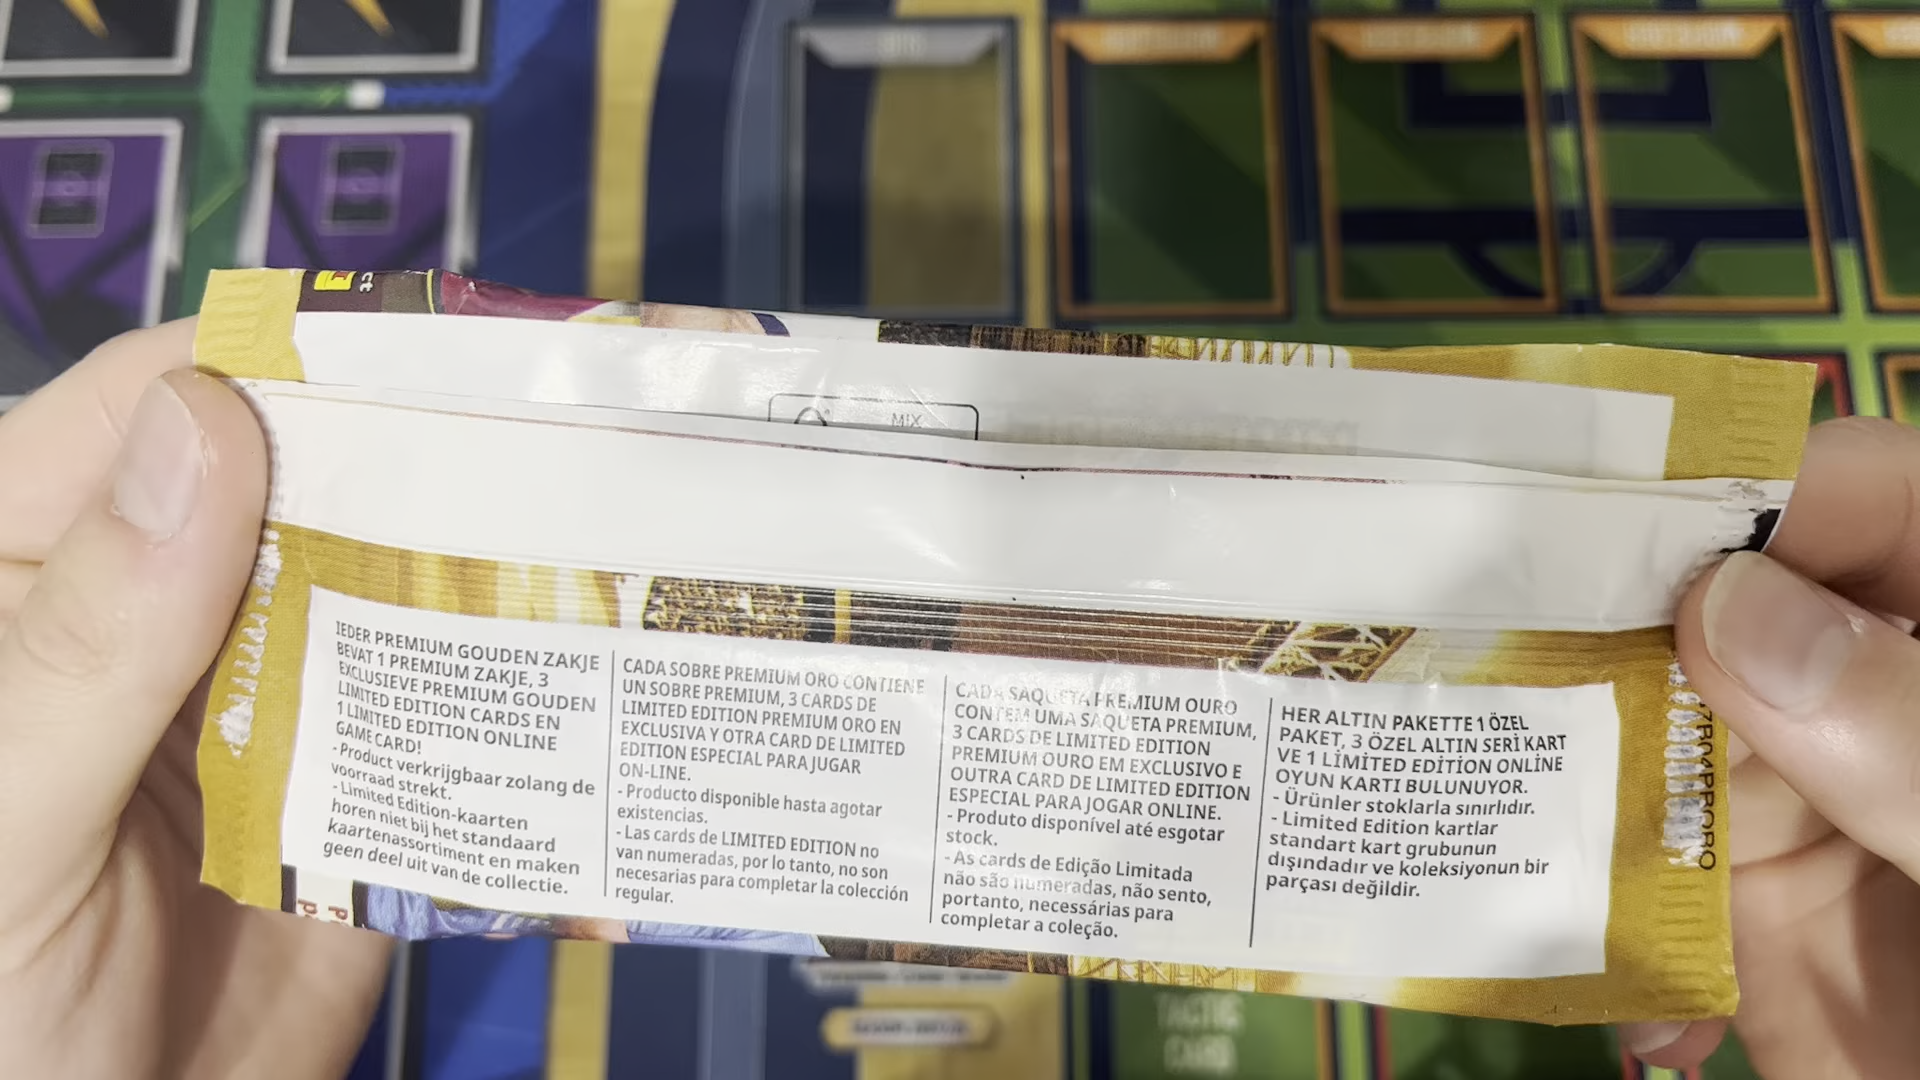 MIX
IEDER PREMIUM GOUDEN ZAKJE
BEVAT 1 PREMIUM ZAKJE, 3
EXCLUSIEVE PREMIUM GOUDEN
LIMITED EDITION CARDS EN
1 LIMITED EDITION ONLINE
GAME CARD!
- Product verkrijgbaar zolang de
voorraad strekt.
- Limited Edition-kaarten
horen niet bij het standaard
kaartenassortiment en maken
geen deel uit van de collectie.
CADA SOBRE PREMIUM ORO CONTIENE
UN SOBRE PREMIUM, 3 CARDS DE
LIMITED EDITION PREMIUM ORO EN
EXCLUSIVA Y OTRA CARD DE LIMITED
EDITION ESPECIAL PARA JUGAR
ON-LINE.
- Producto disponible hasta agotar
existencias.
- Las cards de LIMITED EDITION no
van numeradas, por lo tanto, no son
necesarias para completar la colección
regular.
CADA SAQUETA PREMIUM OURO
CONTEM UMA SAQUETA PREMIUM,
3 CARDS DE LIMITED EDITION
PREMIUM OURO EM EXCLUSIVO E
OUTRA CARD DE LIMITED EDITION
ESPECIAL PARA JOGAR ONLINE.
- Produto disponível até esgotar
stock.
- As cards de Edição Limitada
não são numeradas, não sento,
portanto, necessárias para
completar a coleção.
HER ALTIN PAKETTE 1 ÖZEL
PAKET, 3 ÖZEL ALTIN SERİ KART
VE 1 LİMİTED EDİTİON ONLİNE
OYUN KARTI BULUNUYOR.
- Ürünler stoklarla sınırlıdır.
- Limited Edition kartlar
standart kart grubunun
dışındadır ve koleksiyonun bir
parçası değildir.
TACTIC
CARD